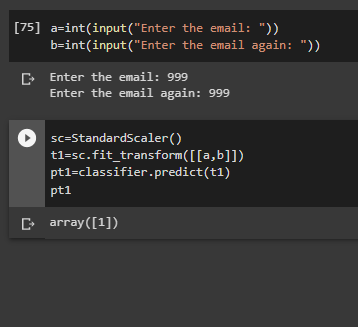 [75] a=int(input("Enter the email: "))
b=int(input("Enter the email again: "))
Enter the email: 999
Enter the email again: 999
sc=StandardScaler()
t1=sc.fit_transform([[a,b]])
pt1=classifier.predict(t1)
pt1
array([1])